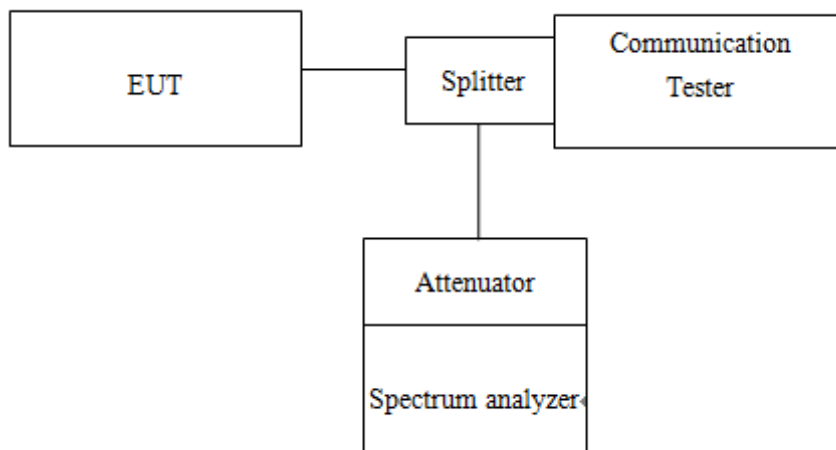 EUT
Splitter
Communication
Tester
Attenuator
Spectrum analyzer